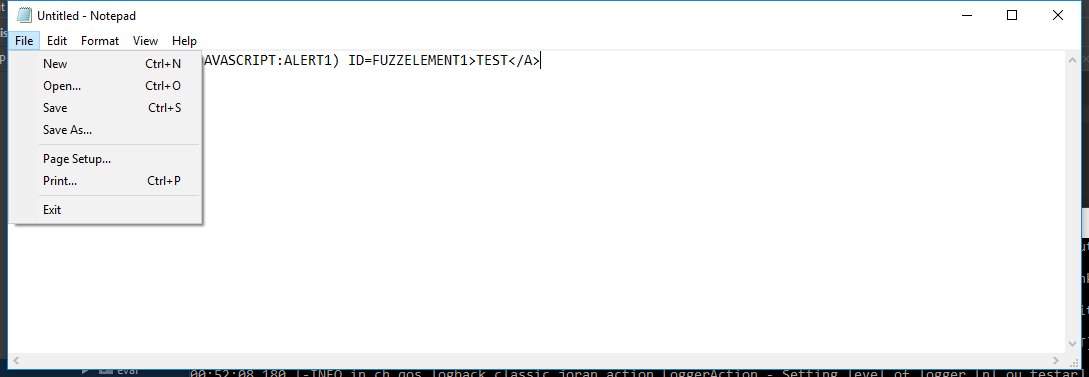 Untitled - Notepad
File Edit Format View Help
AVASCRIPT:ALERT1) ID=FUZZELEMENT1>TEST</A>
New Ctrl+N
Open... Ctrl+O
Save Ctrl+S
Save As...
Page Setup...
Print... Ctrl+P
Exit
eval
00:52:08,180 |-INFO in ch.qos.logback.classic.joran.action.LoggerAction - Setting level of logger [nl.ou.testar